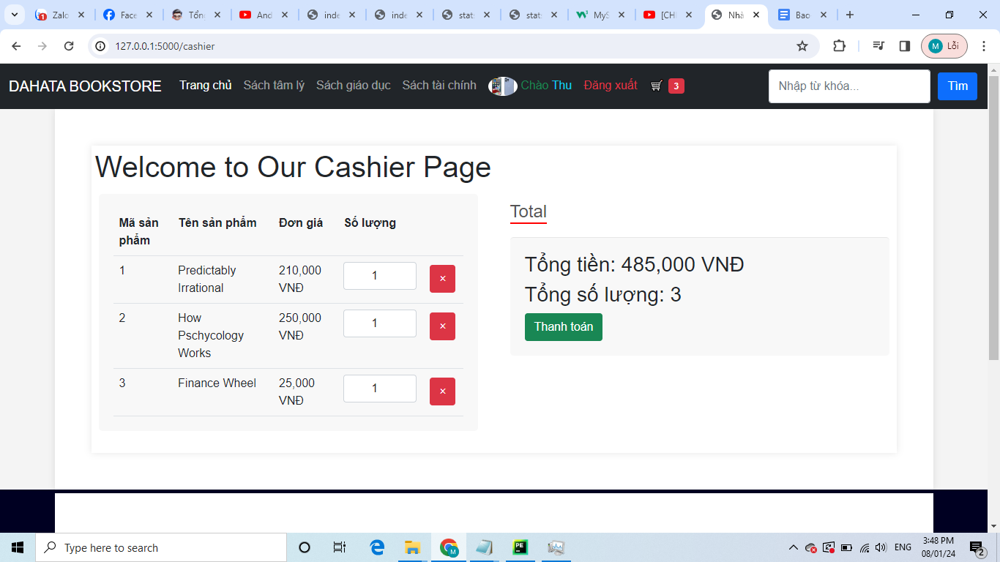 Zalo
Face
Tổn
And
inde
inde
stat
stat
MyS
[CH
Nhà
Bao
127.0.0.1:5000/cashier
M Lỗi
DAHATA BOOKSTORE Trang chủ Sách tâm lý Sách giáo dục Sách tài chính Chào Thu Đăng xuất 3 Nhập từ khóa... Tìm
Welcome to Our Cashier Page
Mã sản phẩm Tên sản phẩm Đơn giá Số lượng
1 Predictably Irrational 210,000 VNĐ 1 ×
2 How Pschycology Works 250,000 VNĐ 1 ×
3 Finance Wheel 25,000 VNĐ 1 ×
Total
Tổng tiền: 485,000 VNĐ
Tổng số lượng: 3
Thanh toán
Type here to search
ENG
3:48 PM
08/01/24
2